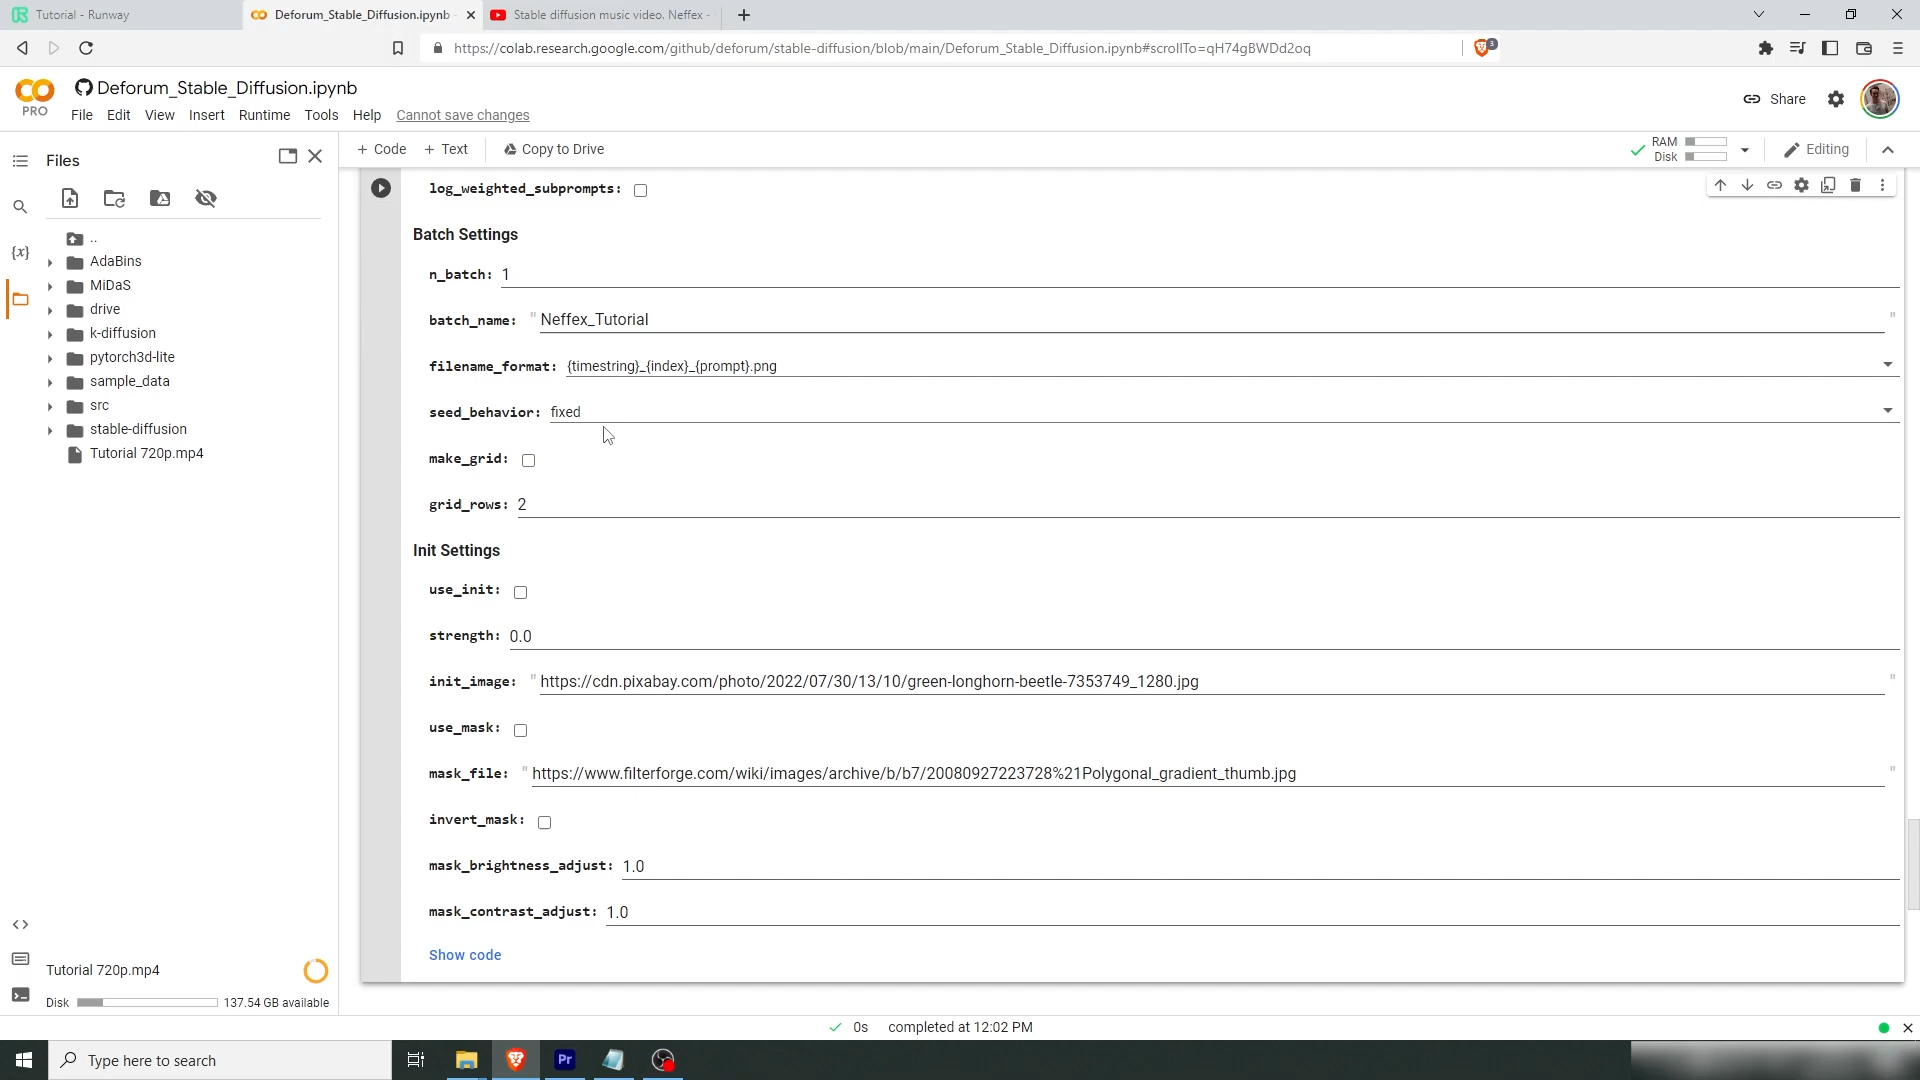 Tutorial - Runway
Deforum_Stable_Diffusion.ipynb
Stable diffusion music video. Neffex -
https://colab.research.google.com/github/deforum/stable-diffusion/blob/main/Deforum_Stable_Diffusion.ipynb#scrollTo=qH74gBWDd2oq
3
PRO
Deforum_Stable_Diffusion.ipynb
File Edit View Insert Runtime Tools Help Cannot save changes
Share
Files
+ Code + Text Copy to Drive
RAM
Disk
Editing
{x}
..
AdaBins
MiDaS
drive
k-diffusion
pytorch3d-lite
sample_data
src
stable-diffusion
Tutorial 720p.mp4
log_weighted_subprompts:
Batch Settings
n_batch: 1
batch_name: " Neffex_Tutorial "
filename_format: {timestring}_{index}_{prompt}.png
seed_behavior: fixed
make_grid:
grid_rows: 2
Init Settings
use_init:
strength: 0.0
init_image: " https://cdn.pixabay.com/photo/2022/07/30/13/10/green-longhorn-beetle-7353749_1280.jpg "
use_mask:
mask_file: " https://www.filterforge.com/wiki/images/archive/b/b7/20080927223728%21Polygonal_gradient_thumb.jpg "
invert_mask:
mask_brightness_adjust: 1.0
mask_contrast_adjust: 1.0
Show code
Tutorial 720p.mp4
Disk 137.54 GB available
0s completed at 12:02 PM
Type here to search
Pr